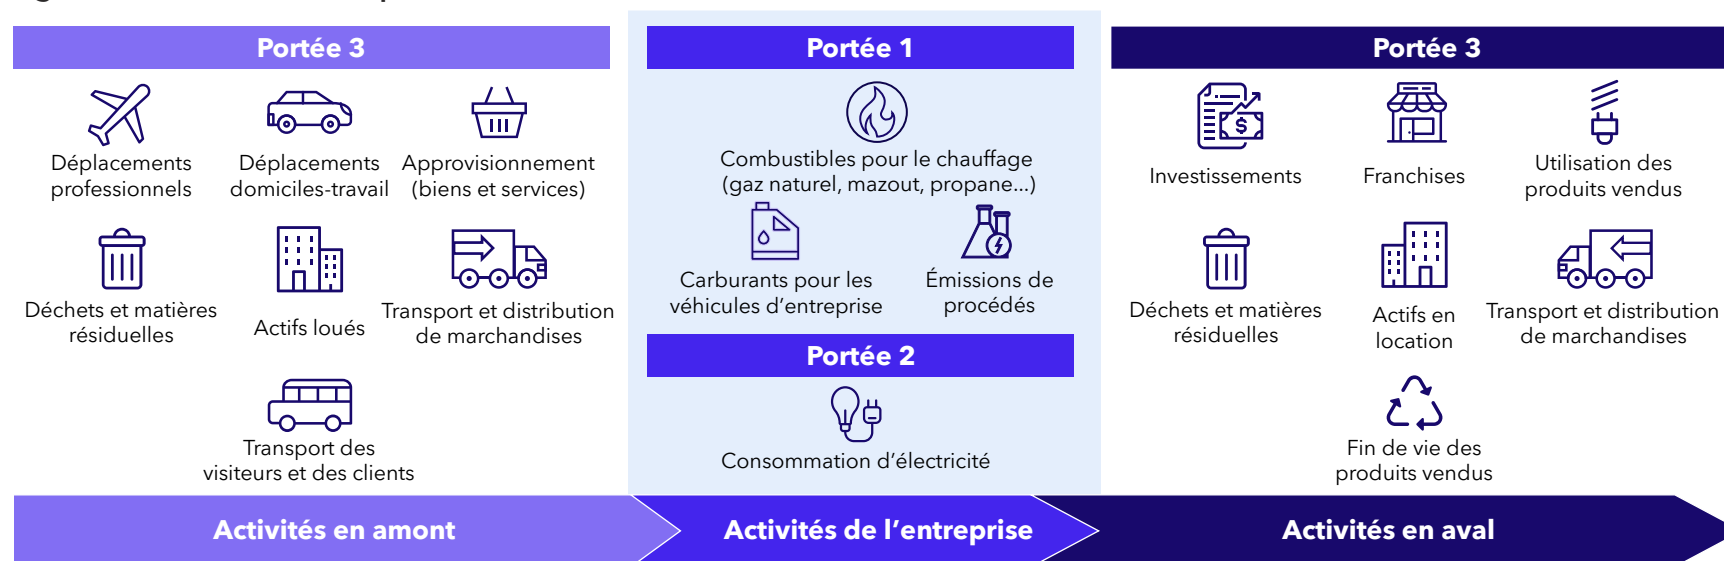 Portée 3
Déplacements
professionnels
Déplacements
domiciles-travail
Approvisionnement
(biens et services)
Déchets et matières
résiduelles
Actifs loués
Transport et distribution
de marchandises
Transport des
visiteurs et des clients
Portée 1
Combustibles pour le chauffage
(gaz naturel, mazout, propane...)
Carburants pour les
véhicules d'entreprise
Émissions de
procédés
Portée 2
Consommation d'électricité
Portée 3
$
Investissements
Franchises
Utilisation des
produits vendus
Déchets et matières
résiduelles
Actifs en
location
Transport et distribution
de marchandises
Fin de vie des
produits vendus
Activités en amont
Activités de l'entreprise
Activités en aval